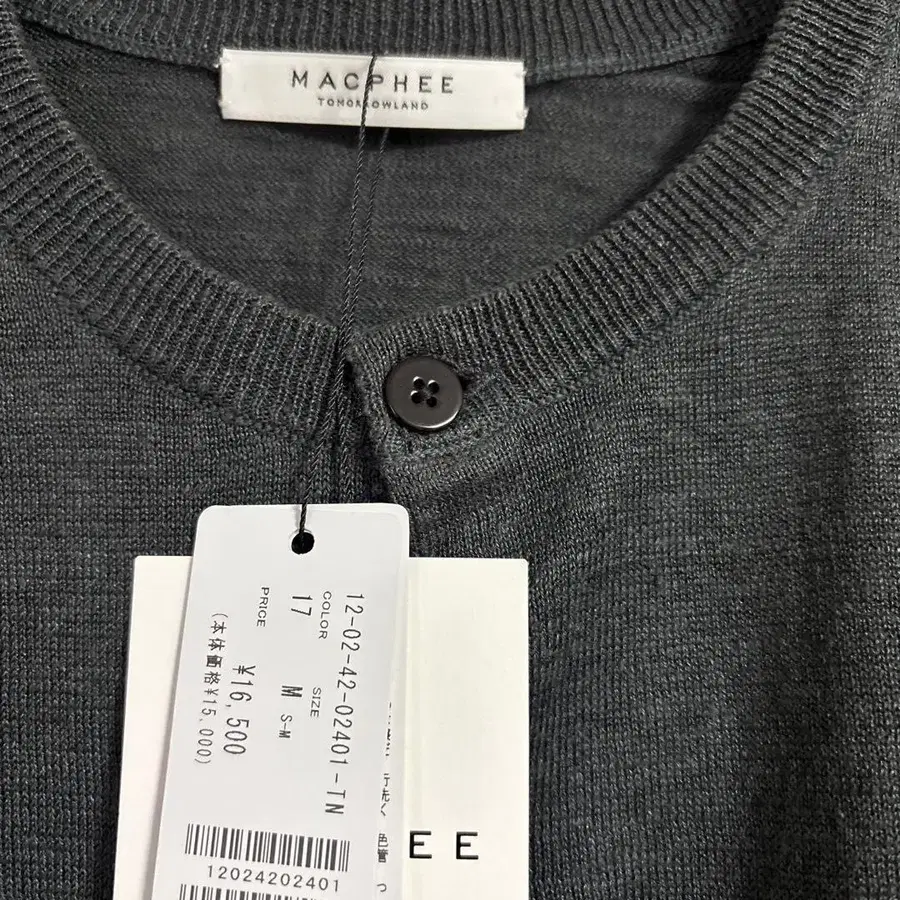 MACPHEE
TOMORROWLAND
12-02-42-02401-TN
COLOR
SIZE
17
M
S-M
PRICE
¥16,500
(本体価格¥15,000)
12024202401
EE